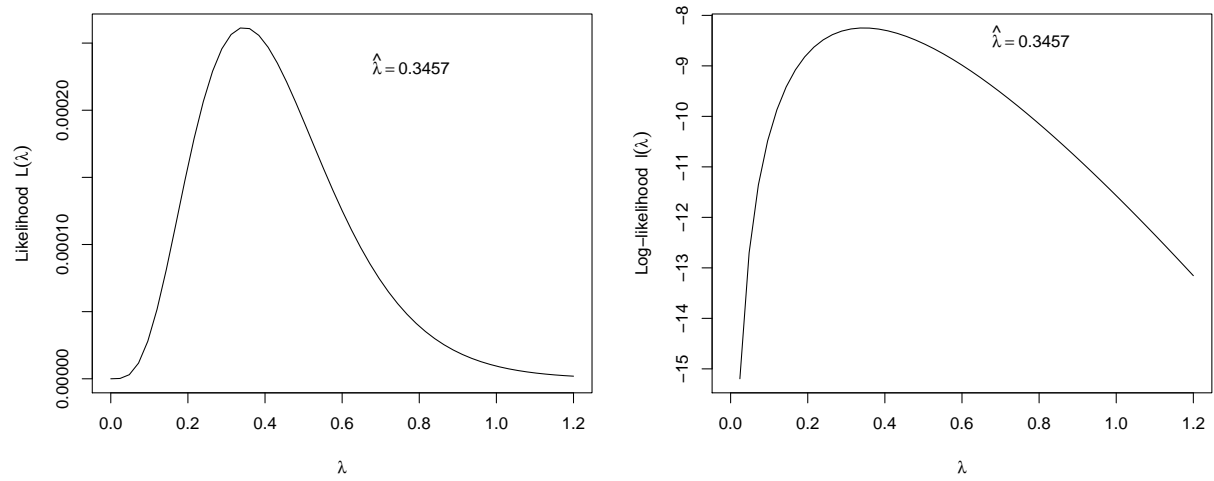 Likelihood L(λ)
0.00000
0.00010
0.00020
0.0 0.2 0.4 0.6 0.8 1.0 1.2
λ
λ̂ = 0.3457
Log−likelihood l(λ)
−15 −14 −13 −12 −11 −10 −9 −8
0.0 0.2 0.4 0.6 0.8 1.0 1.2
λ
λ̂ = 0.3457